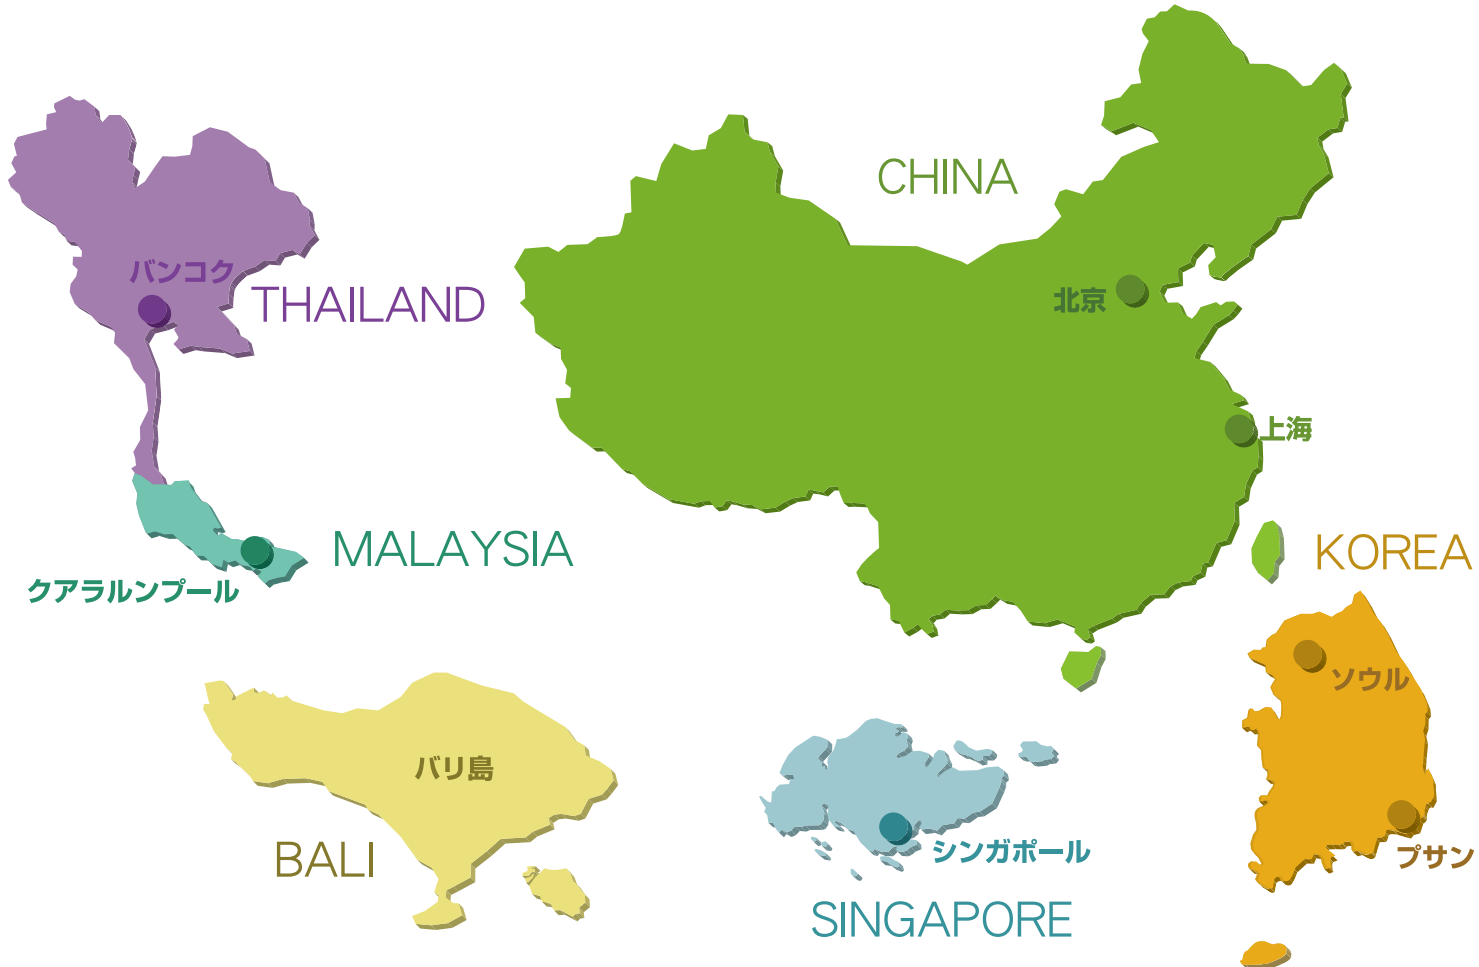 CHINA
バンコク
THAILAND
北京
上海
MALAYSIA
KOREA
クアラルンプール
ソウル
バリ島
BALI
シンガポール
プサン
SINGAPORE